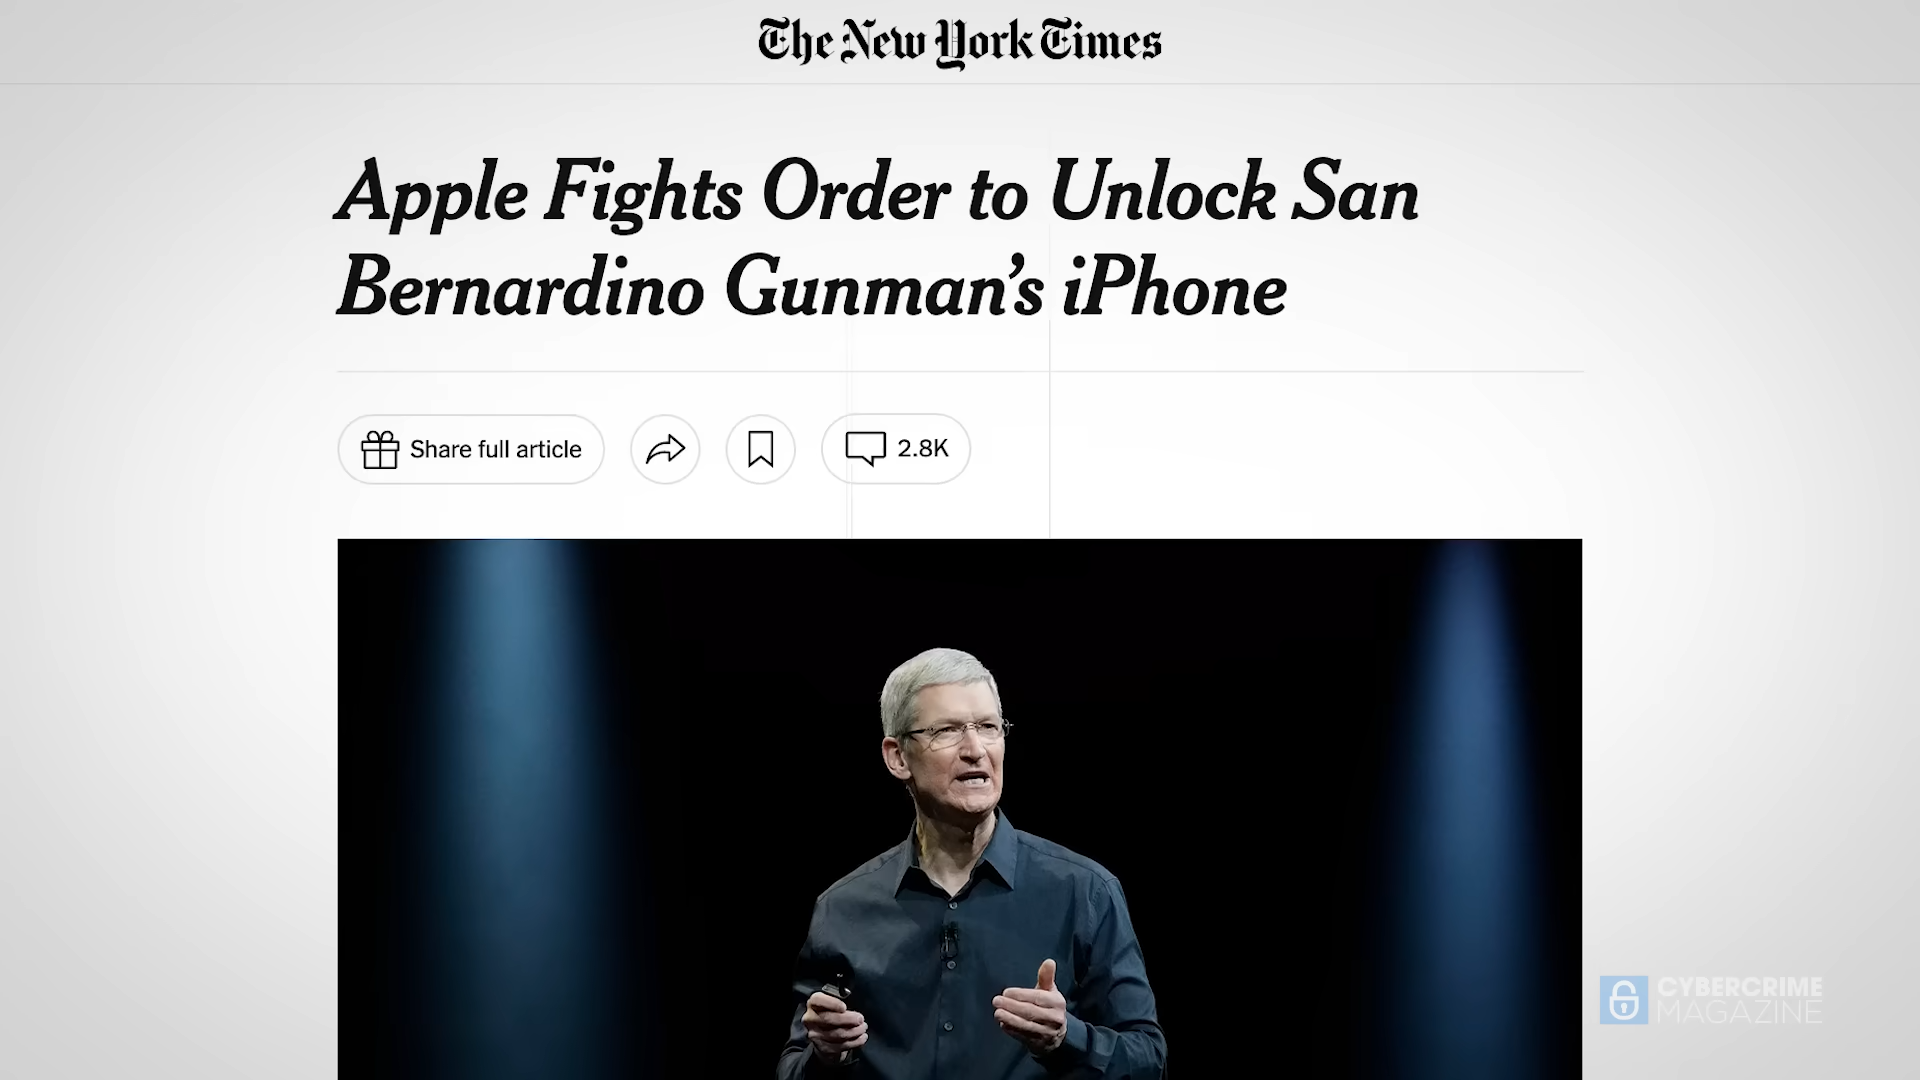 The New York Times
Apple Fights Order to Unlock San
Bernardino Gunman’s iPhone
Share full article
2.8K
CYBERCRIME
MAGAZINE